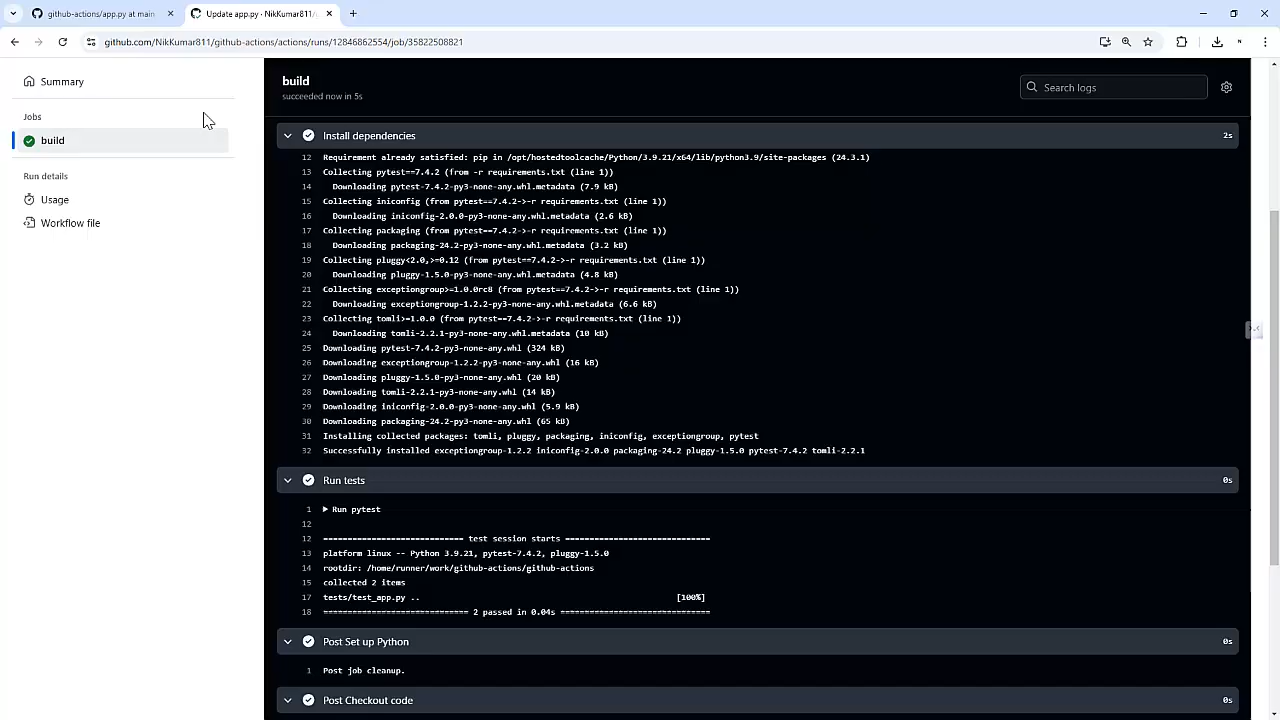 github-actions/app.py at main
Update app.py · NikKumar811/
github.com/NikKumar811/github-actions/actions/runs/12846862554/job/35822508821
Summary
Jobs
build
Run details
Usage
Workflow file
build
succeeded now in 5s
Search logs
Install dependencies 2s
12 Requirement already satisfied: pip in /opt/hostedtoolcache/Python/3.9.21/x64/lib/python3.9/site-packages (24.3.1)
13 Collecting pytest==7.4.2 (from -r requirements.txt (line 1))
14 Downloading pytest-7.4.2-py3-none-any.whl.metadata (7.9 kB)
15 Collecting iniconfig (from pytest==7.4.2->-r requirements.txt (line 1))
16 Downloading iniconfig-2.0.0-py3-none-any.whl.metadata (2.6 kB)
17 Collecting packaging (from pytest==7.4.2->-r requirements.txt (line 1))
18 Downloading packaging-24.2-py3-none-any.whl.metadata (3.2 kB)
19 Collecting pluggy<2.0,>=0.12 (from pytest==7.4.2->-r requirements.txt (line 1))
20 Downloading pluggy-1.5.0-py3-none-any.whl.metadata (4.8 kB)
21 Collecting exceptiongroup>=1.0.0rc8 (from pytest==7.4.2->-r requirements.txt (line 1))
22 Downloading exceptiongroup-1.2.2-py3-none-any.whl.metadata (6.6 kB)
23 Collecting tomli>=1.0.0 (from pytest==7.4.2->-r requirements.txt (line 1))
24 Downloading tomli-2.2.1-py3-none-any.whl.metadata (10 kB)
25 Downloading pytest-7.4.2-py3-none-any.whl (324 kB)
26 Downloading exceptiongroup-1.2.2-py3-none-any.whl (16 kB)
27 Downloading pluggy-1.5.0-py3-none-any.whl (20 kB)
28 Downloading tomli-2.2.1-py3-none-any.whl (14 kB)
29 Downloading iniconfig-2.0.0-py3-none-any.whl (5.9 kB)
30 Downloading packaging-24.2-py3-none-any.whl (65 kB)
31 Installing collected packages: tomli, pluggy, packaging, iniconfig, exceptiongroup, pytest
32 Successfully installed exceptiongroup-1.2.2 iniconfig-2.0.0 packaging-24.2 pluggy-1.5.0 pytest-7.4.2 tomli-2.2.1
Run tests 0s
1 Run pytest
12
12 ============================= test session starts ==============================
13 platform linux -- Python 3.9.21, pytest-7.4.2, pluggy-1.5.0
14 rootdir: /home/runner/work/github-actions/github-actions
15 collected 2 items
17 tests/test_app.py .. [100%]
18 ============================== 2 passed in 0.04s ===============================
Post Set up Python 0s
1 Post job cleanup.
Post Checkout code 0s